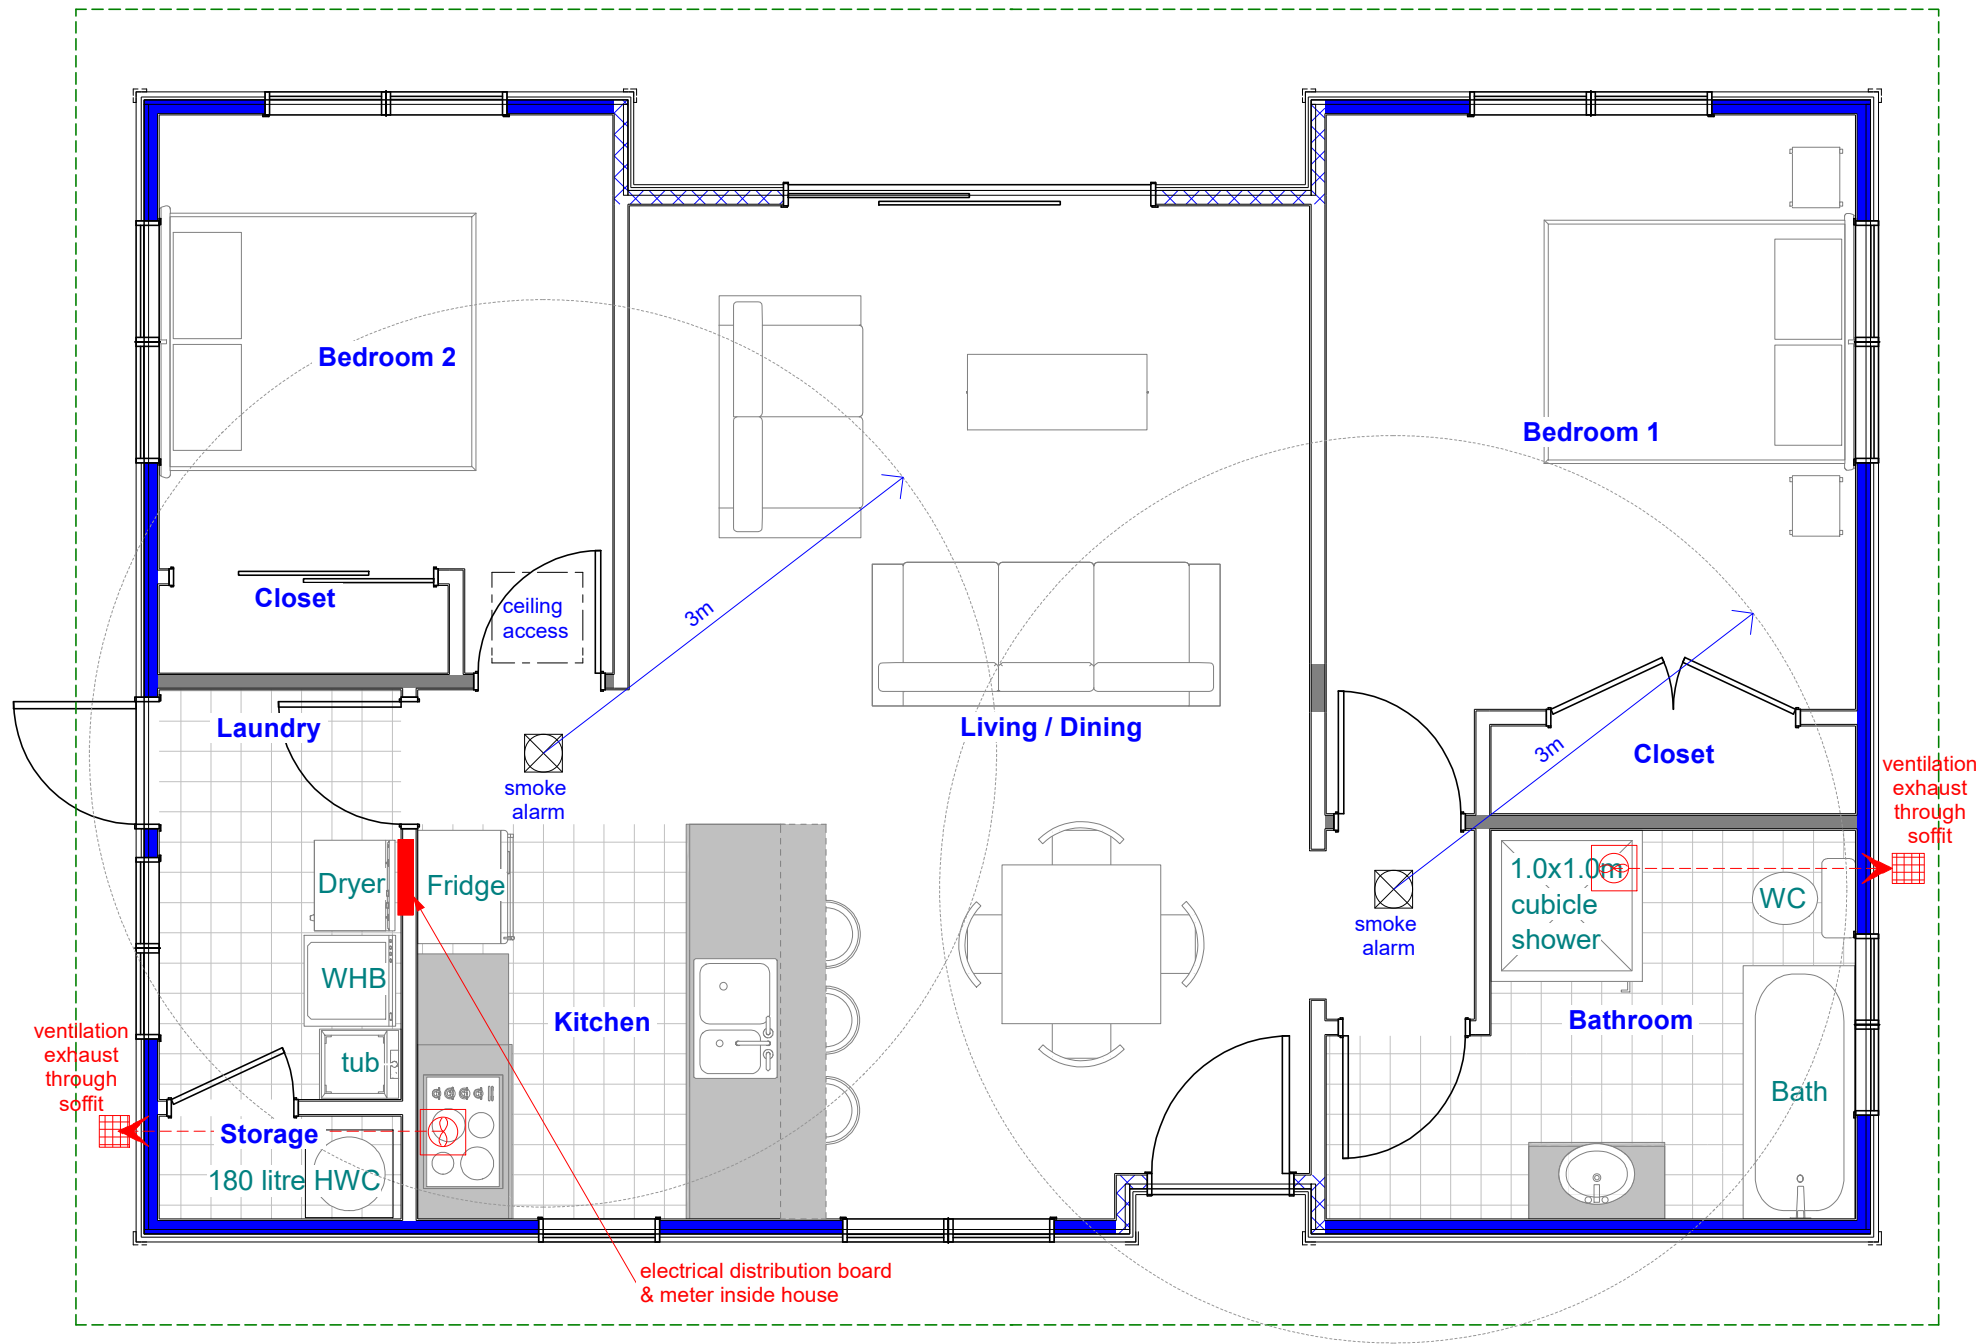 Bedroom 2
Bedroom 1
Closet
ceiling
access
3m
Laundry
Living / Dining
3m
Closet
smoke
alarm
ventilation
exhaust
through
soffit
Dryer
Fridge
1.0x1.0m
cubicle
shower
WC
smoke
alarm
WHB
Kitchen
Bathroom
ventilation
exhaust
through
soffit
tub
Bath
Storage
180 litre HWC
electrical distribution board
& meter inside house